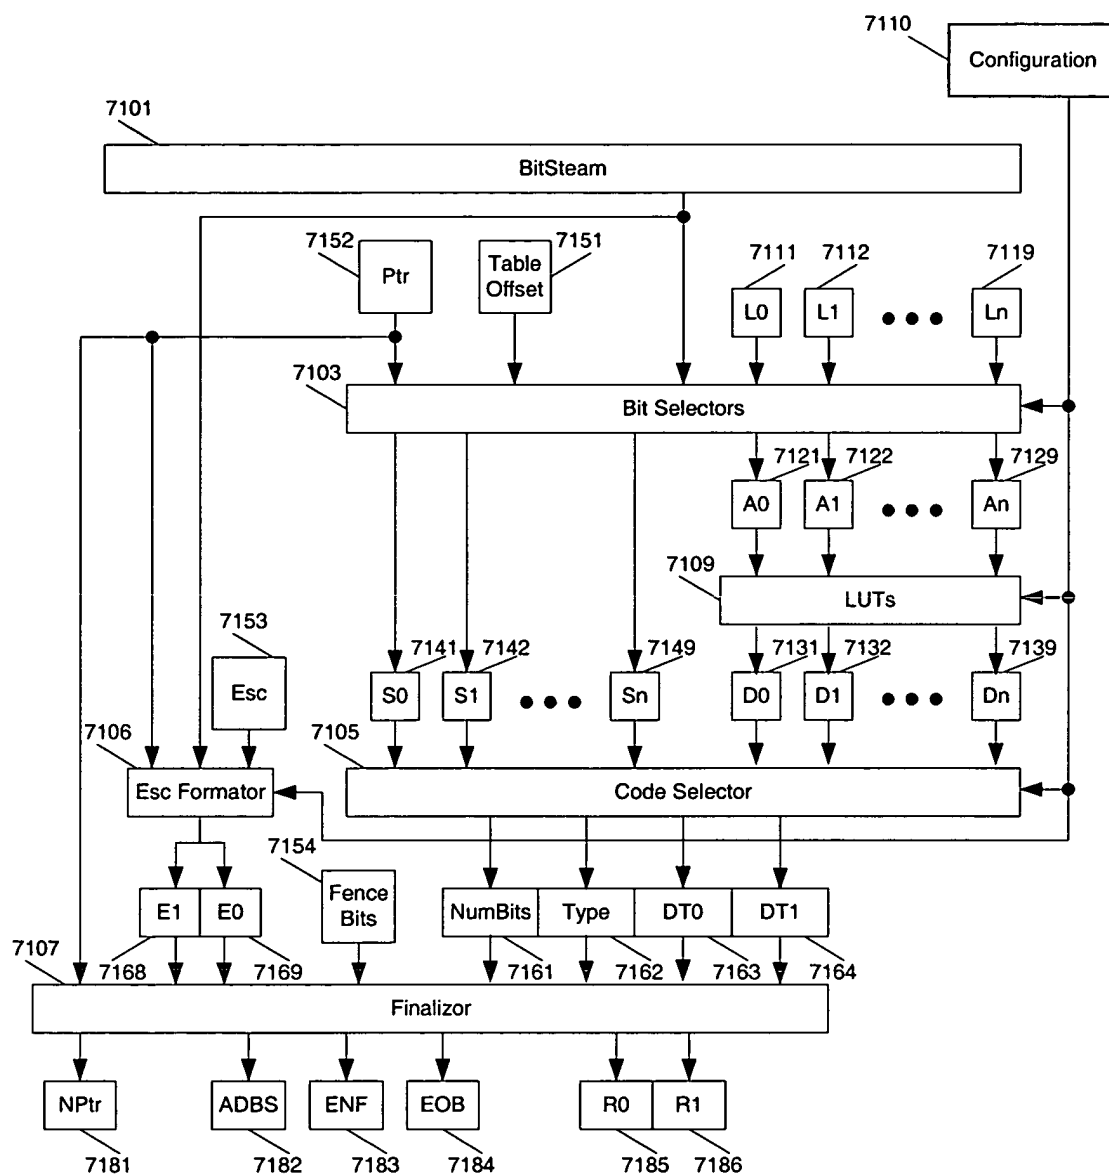 7110
Configuration
7101
BitSteam
7152
Ptr
7151
Table
Offset
7111
7112
7119
L0
L1
Ln
7103
Bit Selectors
7121
7122
7129
A0
A1
An
7109
LUTs
7153
Esc
7141
7142
7149
7131
7132
7139
S0
S1
Sn
D0
D1
Dn
7106
Esc Formator
7105
Code Selector
7154
Fence
Bits
E1
E0
NumBits
Type
DT0
DT1
7107
7168
7169
7161
7162
7163
7164
Finalizor
NPtr
ADBS
ENF
EOB
R0
R1
7181
7182
7183
7184
7185
7186